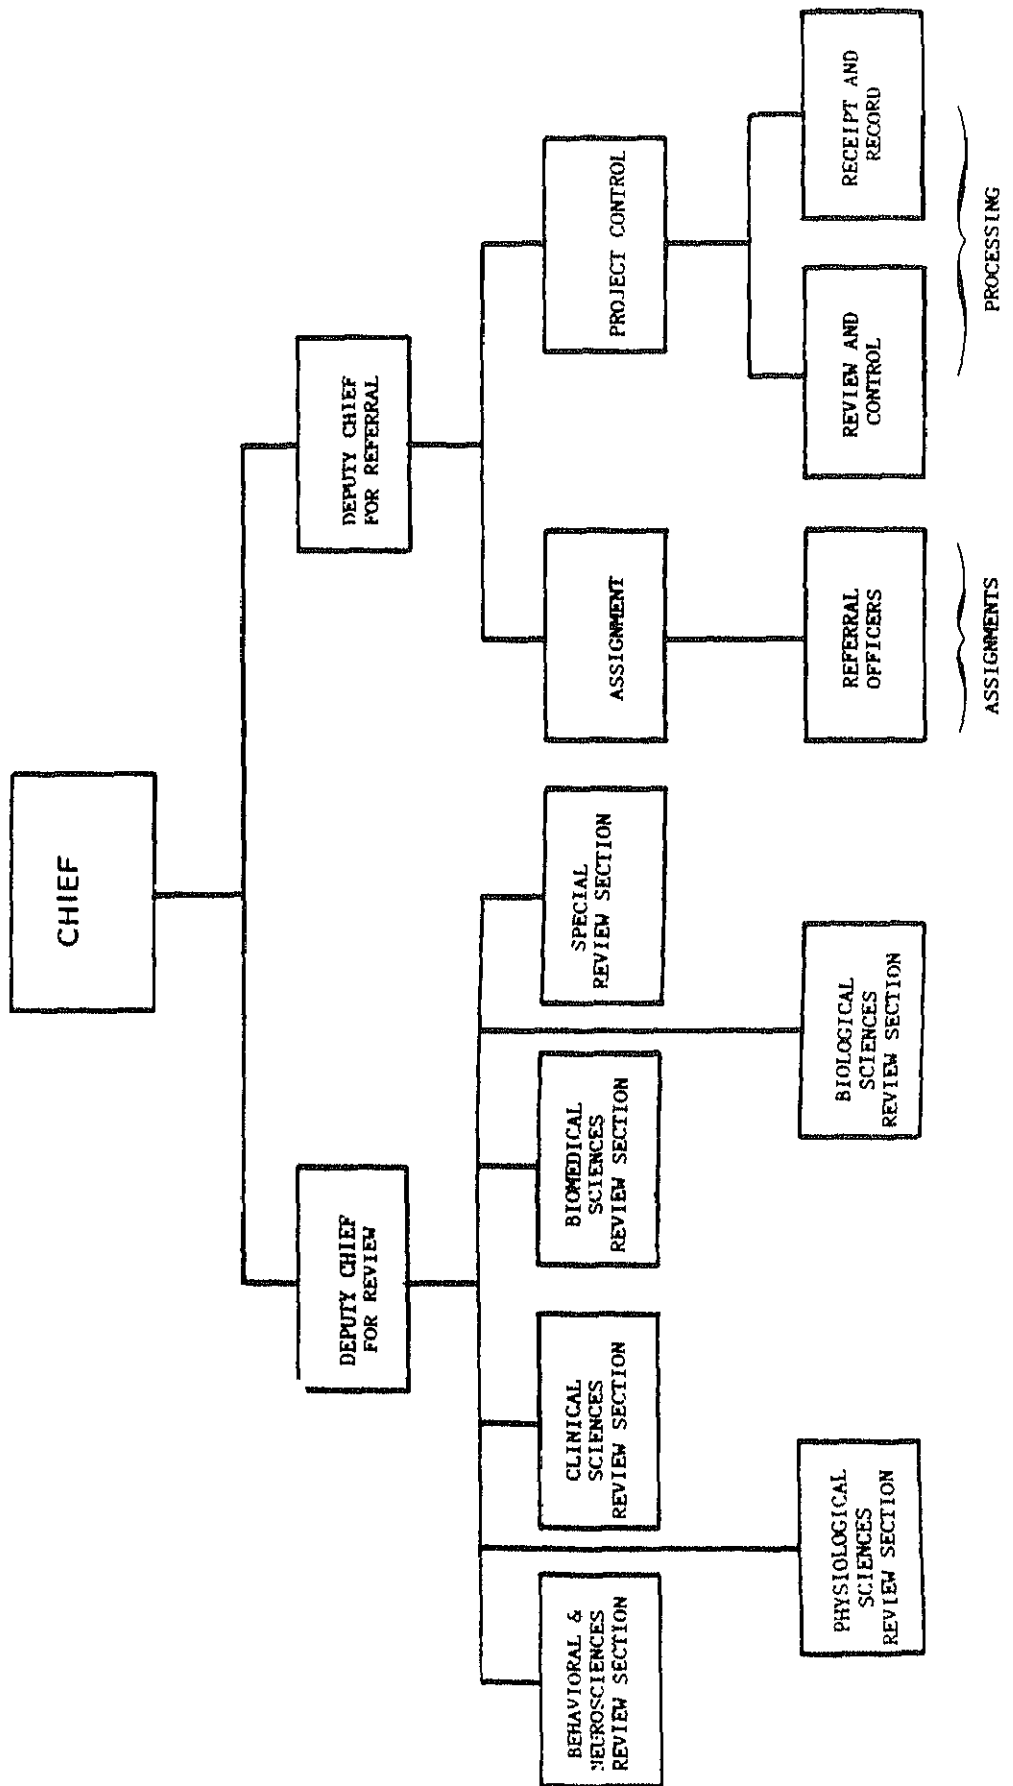 CHIEF
DEPUTY CHIEF
FOR REVIEW
DEPUTY CHIEF
FOR REFERRAL
BEHAVIORAL &
NEUROSCIENCES
REVIEW SECTION
CLINICAL
SCIENCES
REVIEW SECTION
BIOMEDICAL
SCIENCES
REVIEW SECTION
SPECIAL
REVIEW SECTION
ASSIGNMENT
PROJECT CONTROL
PHYSIOLOGICAL
SCIENCES
REVIEW SECTION
BIOLOGICAL
SCIENCES
REVIEW SECTION
REFERRAL
OFFICERS
REVIEW AND
CONTROL
RECEIPT AND
RECORD
ASSIGNMENTS
PROCESSING